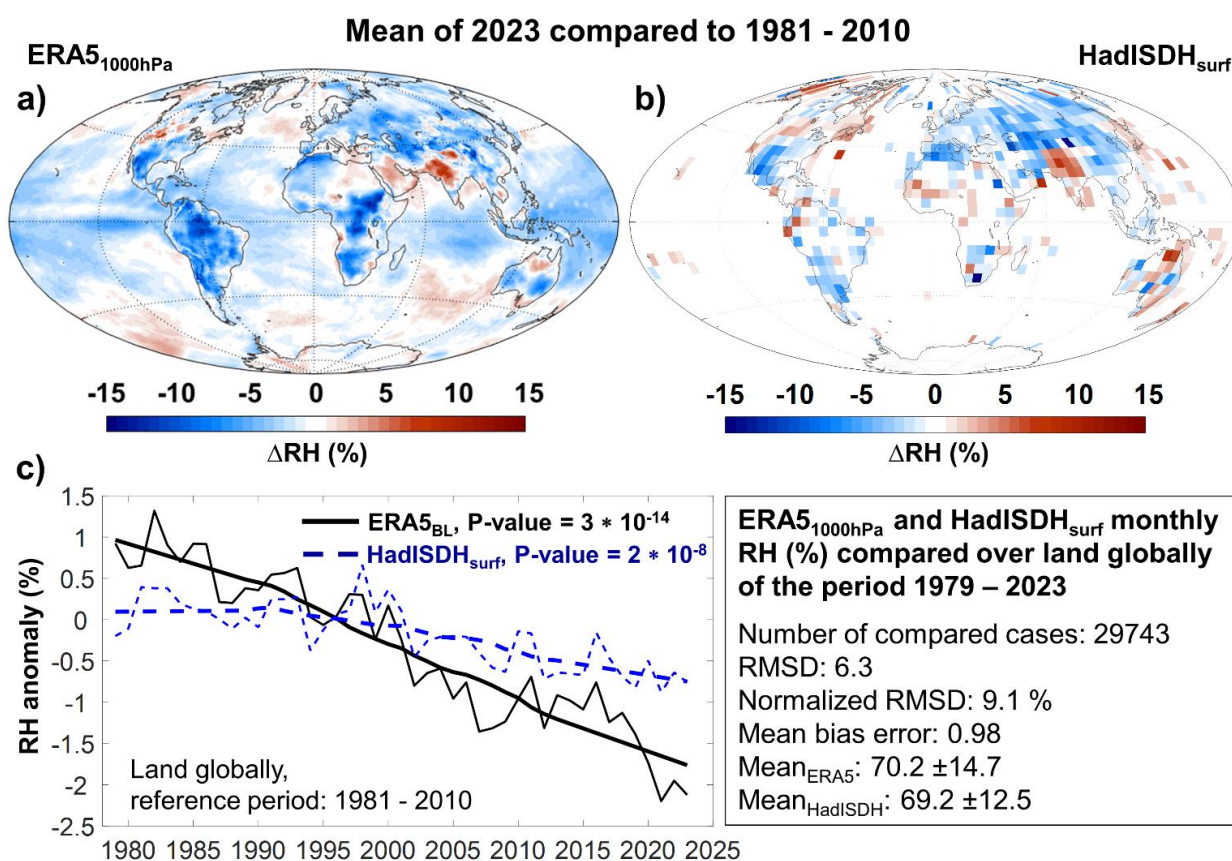 Mean of 2023 compared to 1981 - 2010
ERA51000hPa
HadISDHsurf
a)
b)
-15 -10 -5 0 5 10 15
ΔRH (%)
-15 -10 -5 0 5 10 15
ΔRH (%)
c)
1.5
1
0.5
0
-0.5
-1
-1.5
-2
-2.5
RH anomaly (%)
ERA5BL, P-value = 3 * 10-14
HadISDHsurf, P-value = 2 * 10-8
Land globally,
reference period: 1981 - 2010
1980 1985 1990 1995 2000 2005 2010 2015 2020 2025
ERA51000hPa and HadISDHsurf monthly
RH (%) compared over land globally
of the period 1979 – 2023
Number of compared cases: 29743
RMSD: 6.3
Normalized RMSD: 9.1 %
Mean bias error: 0.98
MeanERA5: 70.2 ±14.7
MeanHadISDH: 69.2 ±12.5